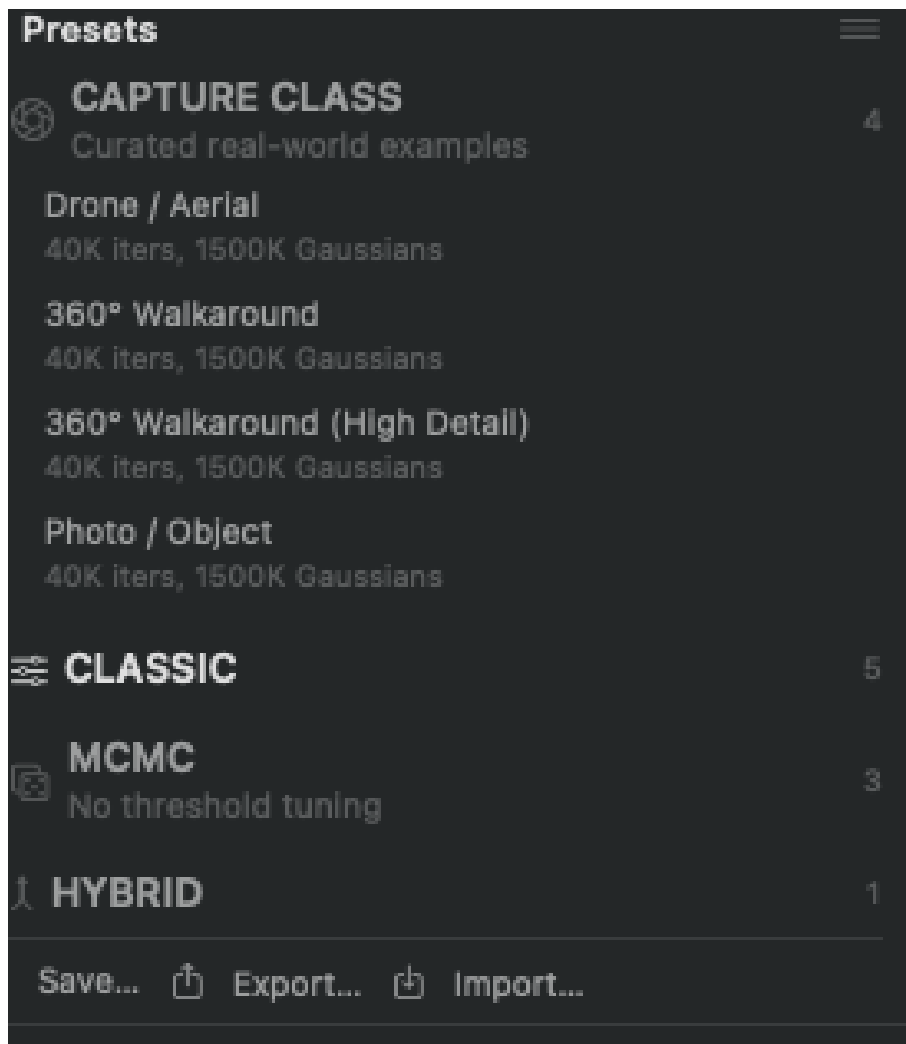 Presets
CAPTURE CLASS 4
Curated real-world examples
Drone / Aerial
40K iters, 1500K Gaussians
360° Walkaround
40K iters, 1500K Gaussians
360° Walkaround (High Detail)
40K iters, 1500K Gaussians
Photo / Object
40K iters, 1500K Gaussians
CLASSIC 5
MCMC 3
No threshold tuning
HYBRID 1
Save... Export... Import...